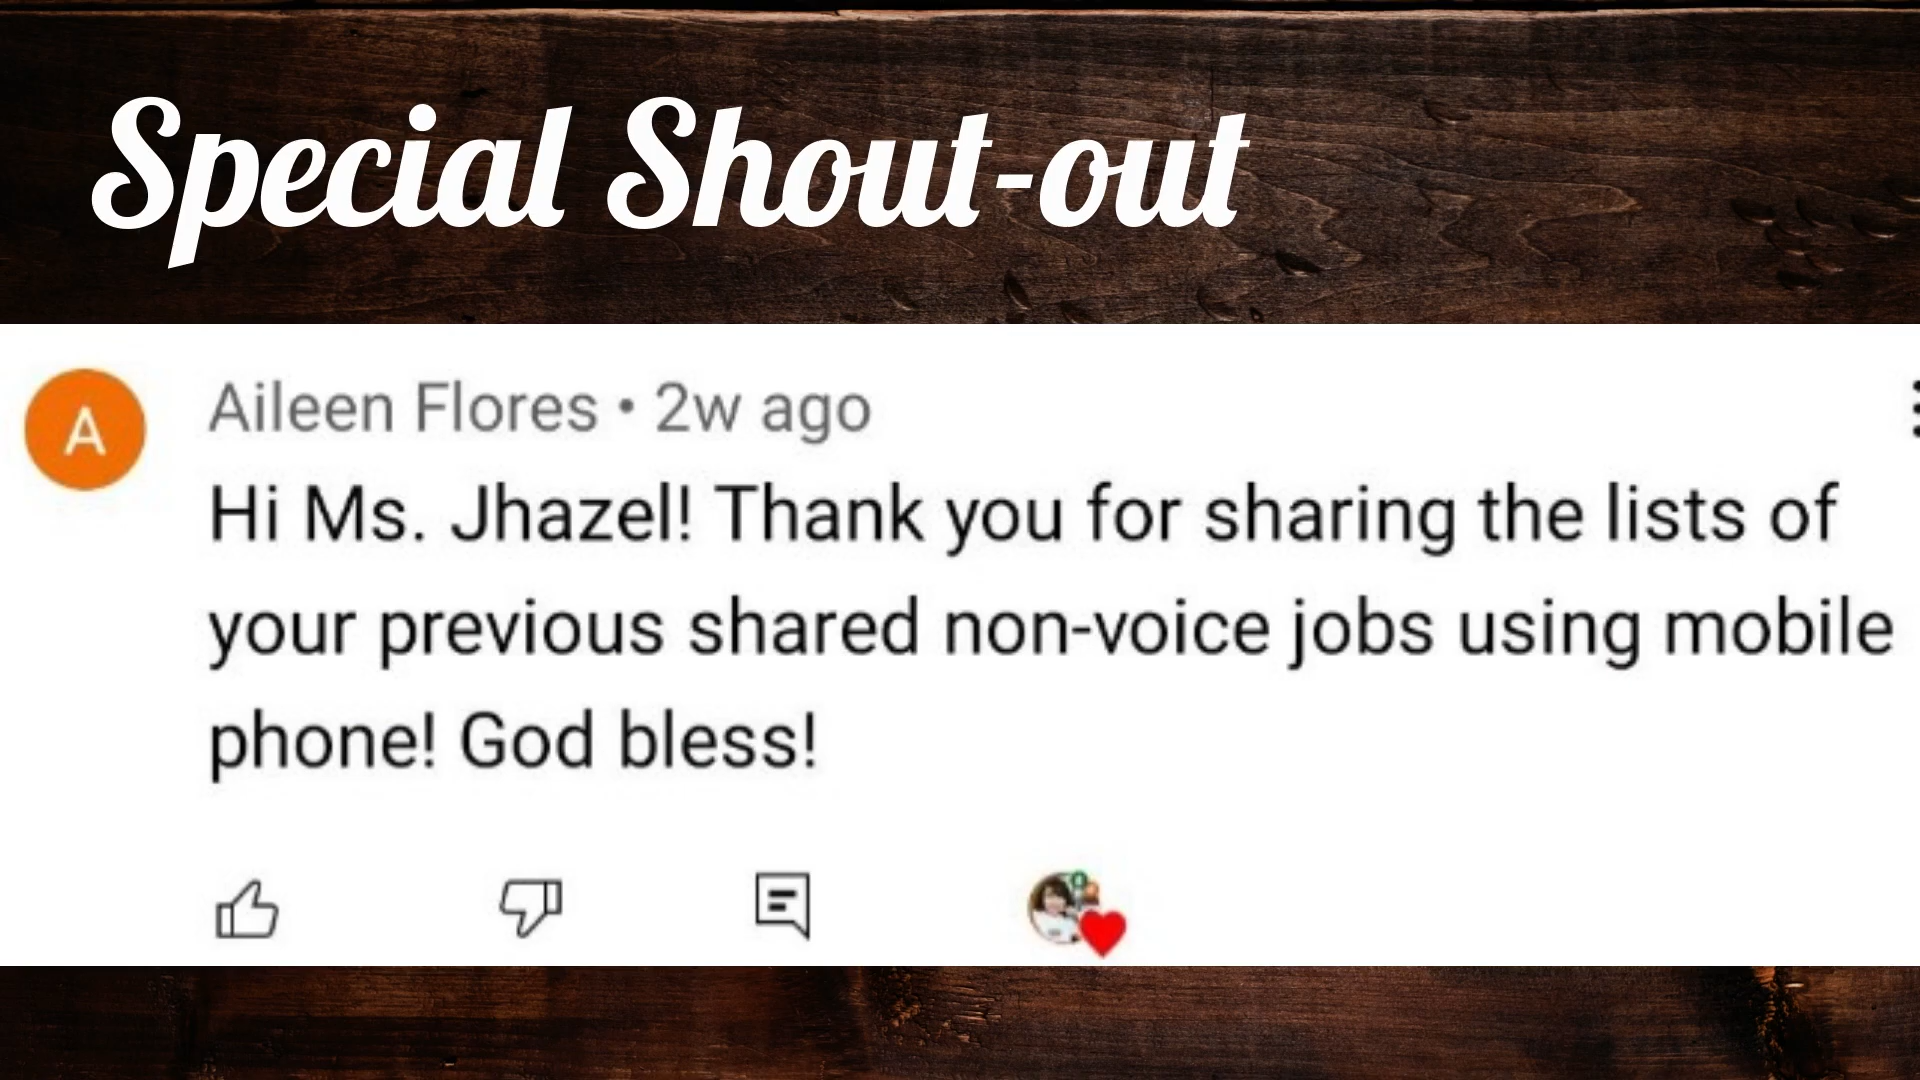 Special Shout-out
A
Aileen Flores • 2w ago
Hi Ms. Jhazel! Thank you for sharing the lists of
your previous shared non-voice jobs using mobile
phone! God bless!